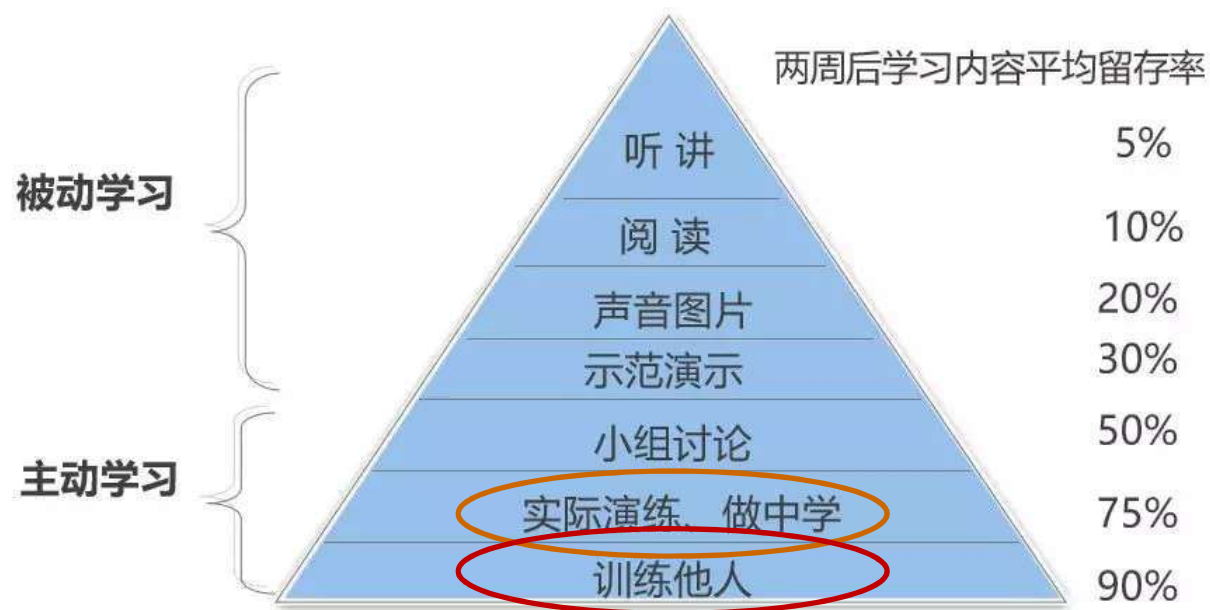 两周后学习内容平均留存率
听 讲 5%
被动学习
阅 读 10%
声音图片 20%
示范演示 30%
小组讨论 50%
主动学习
实际演练、做中学 75%
训练他人 90%